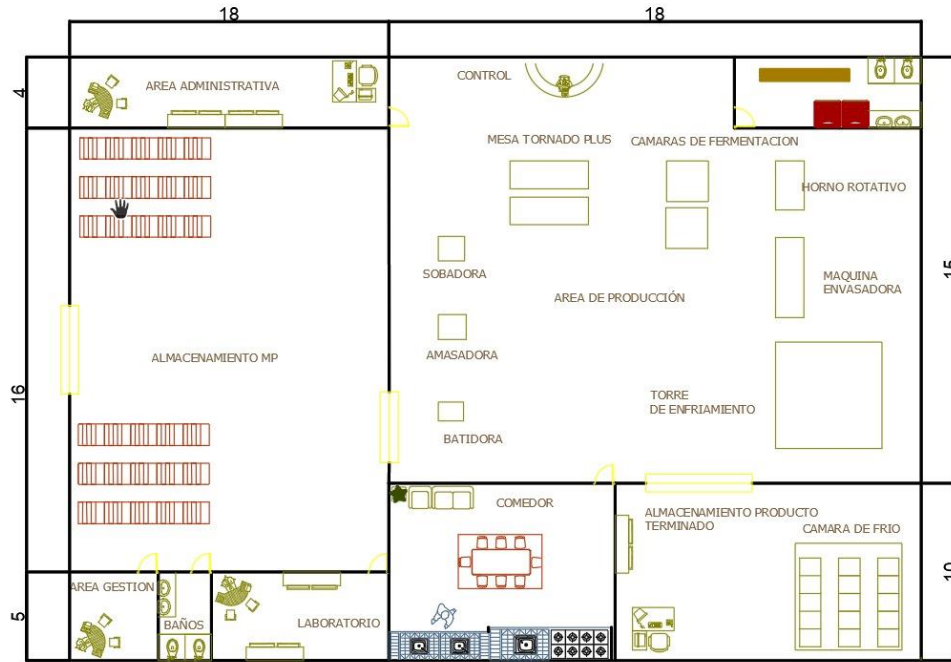 18
18
4
AREA ADMINISTRATIVA
CONTROL
MESA TORNADO PLUS
CAMARAS DE FERMENTACION
HORNO ROTATIVO
SOBADORA
15
MAQUINA
ENVASADORA
AREA DE PRODUCCIÓN
ALMACENAMIENTO MP
AMASADORA
16
TORRE
DE ENFRIAMIENTO
BATIDORA
COMEDOR
ALMACENAMIENTO PRODUCTO
TERMINADO
CAMARA DE FRIO
10
AREA GESTION
5
BAÑOS
LABORATORIO